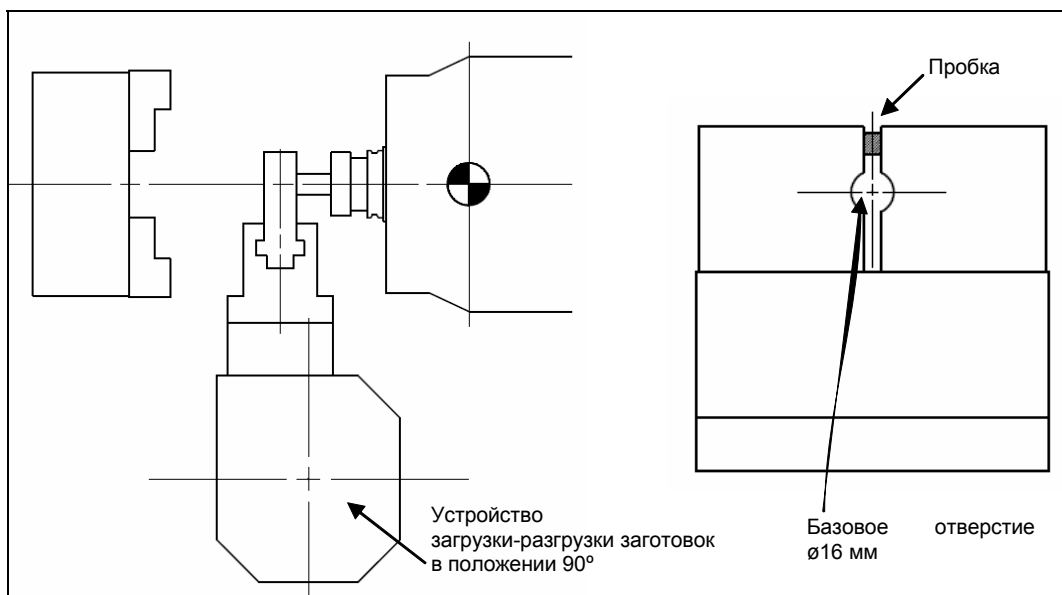 Пробка
Устройство
загрузки-разгрузки заготовок
в положении 90º
Базовое отверстие
ø16 мм